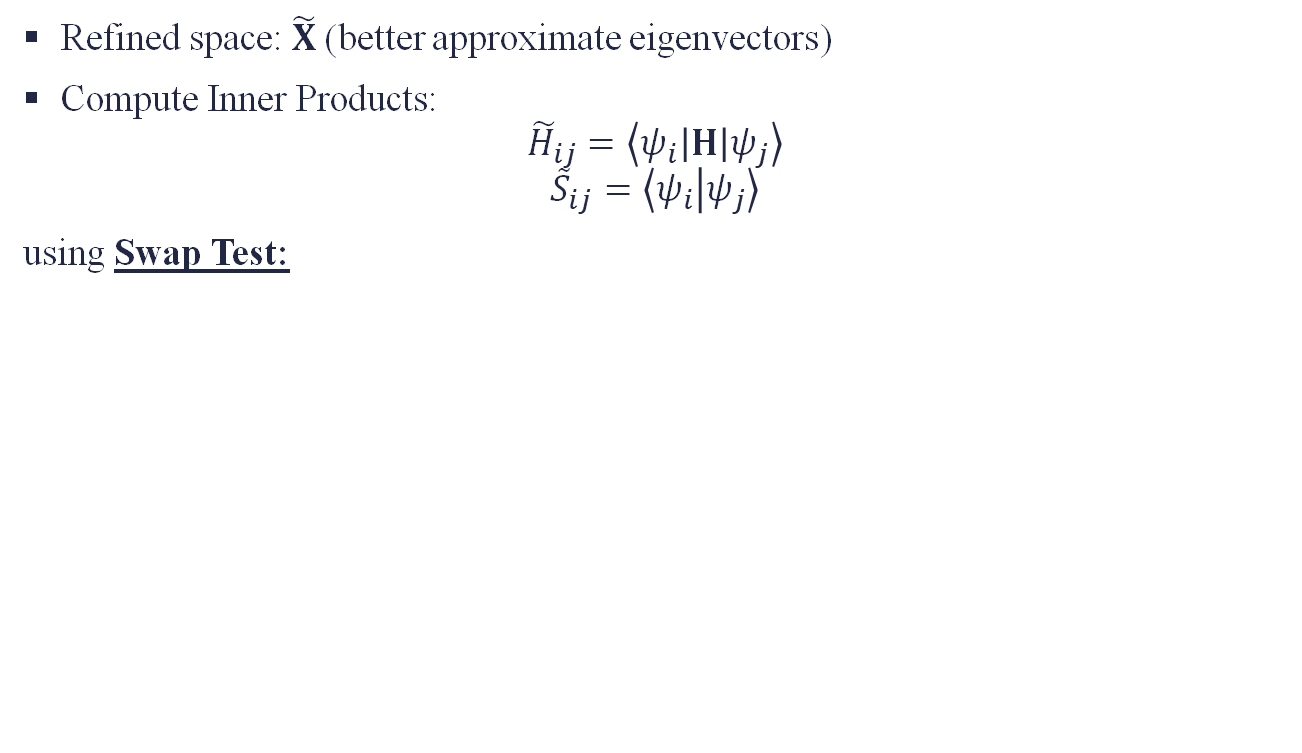 ▪ Refined space: X̃ (better approximate eigenvectors)
▪ Compute Inner Products:
H̃ᵢⱼ = ⟨ψᵢ|𝐇|ψⱼ⟩
S̃ᵢⱼ = ⟨ψᵢ|ψⱼ⟩
using Swap Test: